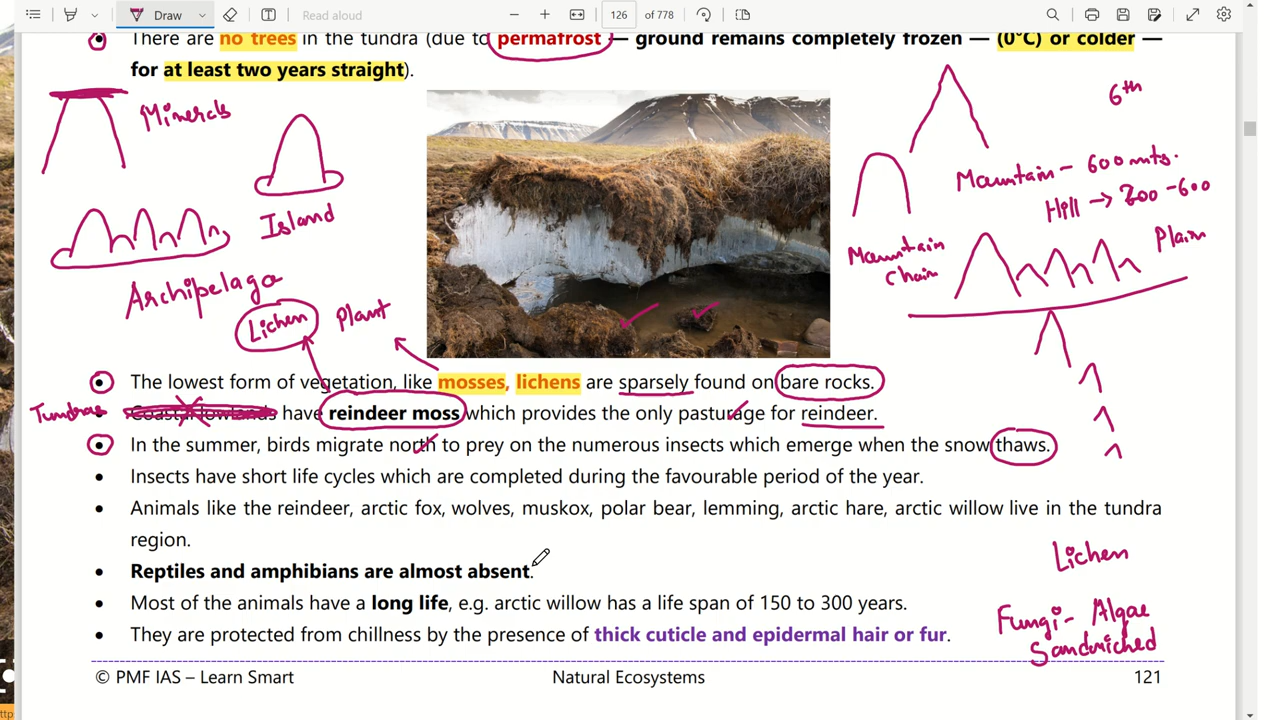 Draw
Read aloud
126 of 778
There are no trees in the tundra (due to permafrost — ground remains completely frozen — (0°C) or colder —
for at least two years straight).
Minerals
Island
Archipelago
Lichen
Plant
6th
Mountain - 600 mts.
Hill → 300 - 600
Mountain
Chain
Plain
The lowest form of vegetation, like mosses, lichens are sparsely found on bare rocks.
Tundras
Coastal lowlands have reindeer moss which provides the only pasturage for reindeer.
In the summer, birds migrate north to prey on the numerous insects which emerge when the snow thaws.
Insects have short life cycles which are completed during the favourable period of the year.
Animals like the reindeer, arctic fox, wolves, muskox, polar bear, lemming, arctic hare, arctic willow live in the tundra
region.
Lichen
Reptiles and amphibians are almost absent.
Most of the animals have a long life, e.g. arctic willow has a life span of 150 to 300 years.
They are protected from chillness by the presence of thick cuticle and epidermal hair or fur.
Fungi - Algae
Sandwiched
© PMF IAS – Learn Smart
Natural Ecosystems
121